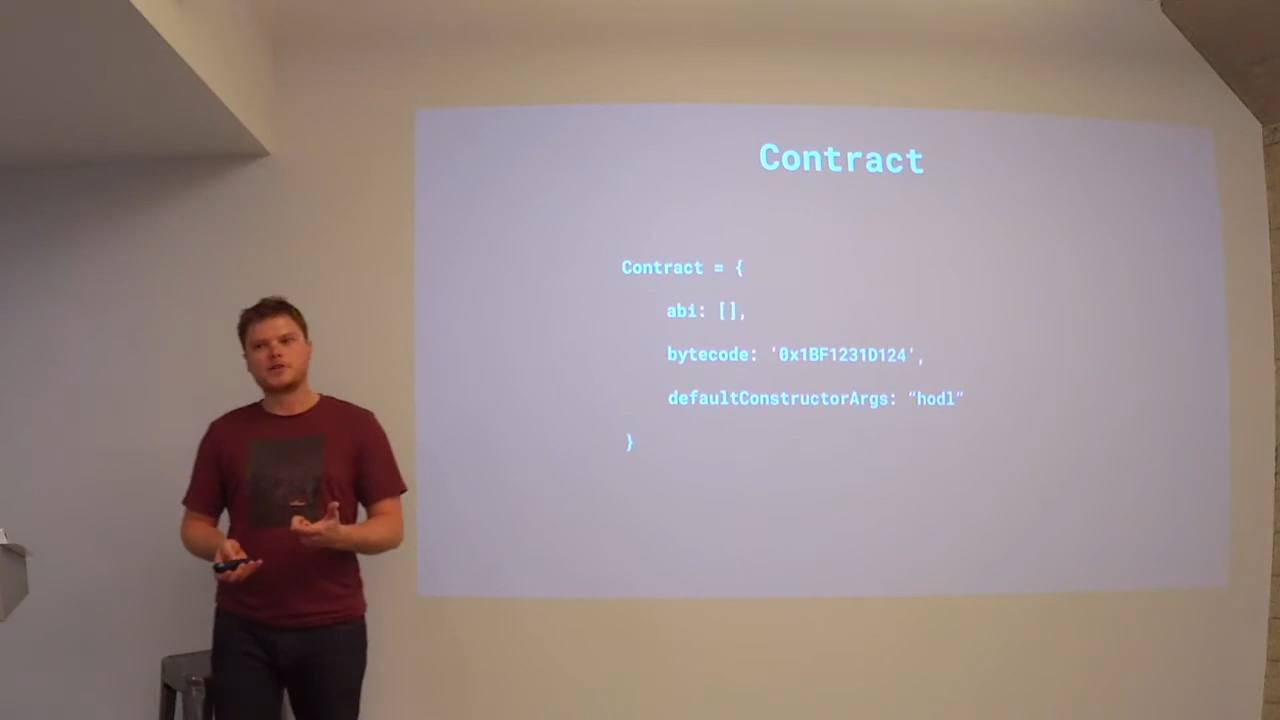 Contract
Contract = {
abi: [],
bytecode: '0x1BF1231D124',
defaultConstructorArgs: “hodl”
}